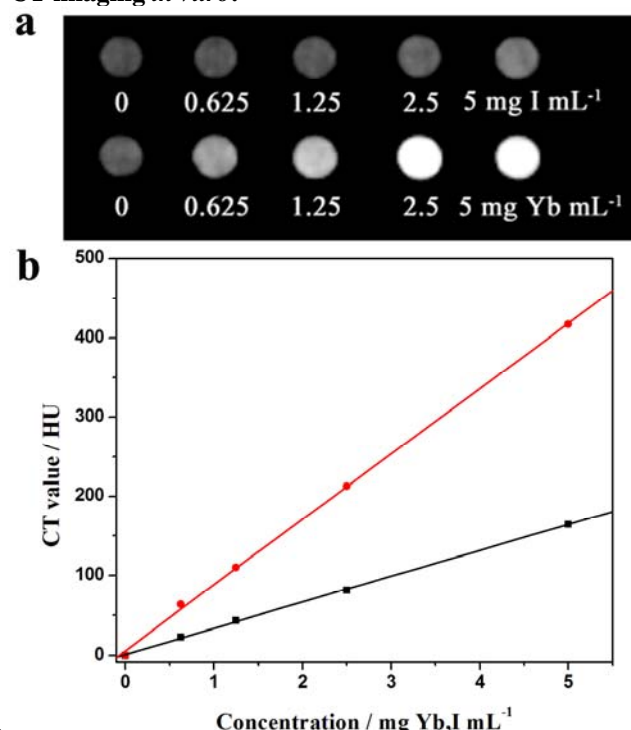 a
0 0.625 1.25 2.5 5 mg I mL⁻¹
0 0.625 1.25 2.5 5 mg Yb mL⁻¹
b
500
400
300
200
100
0
CT value / HU
0 1 2 3 4 5
Concentration / mg Yb,I mL⁻¹